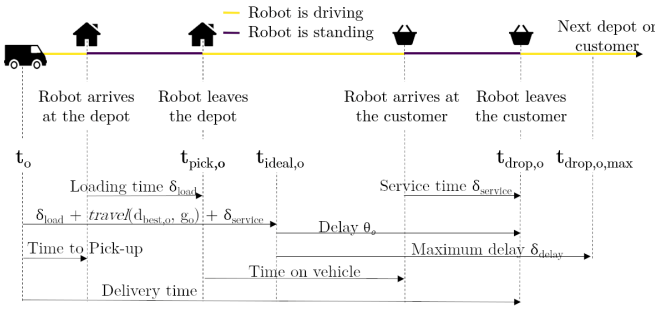 Robot is driving
Robot is standing
Next depot or
customer
Robot arrives
at the depot
Robot leaves
the depot
Robot arrives at
the customer
Robot leaves
the customer
t_o
t_pick,o
t_ideal,o
t_drop,o
t_drop,o,max
Loading time δ_load
Service time δ_service
δ_load + travel(d_best,o, g_o) + δ_service
Delay θ_o
Time to Pick-up
Maximum delay δ_delay
Time on vehicle
Delivery time